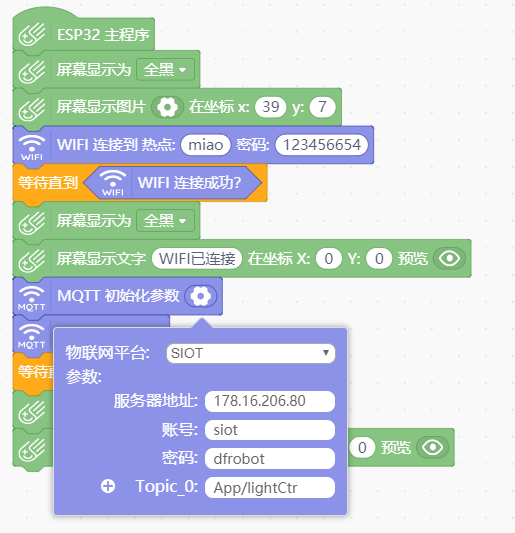 ESP32 主程序
屏幕显示为 全黑
屏幕显示图片 在坐标 x: 39 y: 7
WIFI WIFI 连接到 热点: miao 密码: 123456654
等待直到 WIFI WIFI 连接成功?
屏幕显示为 全黑
屏幕显示文字 WIFI已连接 在坐标 X: 0 Y: 0 预览
MQTT MQTT 初始化参数
MQTT
物联网平台: SIOT
等待
参数:
服务器地址: 178.16.206.80
账号: siot
0 预览
密码: dfrobot
Topic_0: App/lightCtr